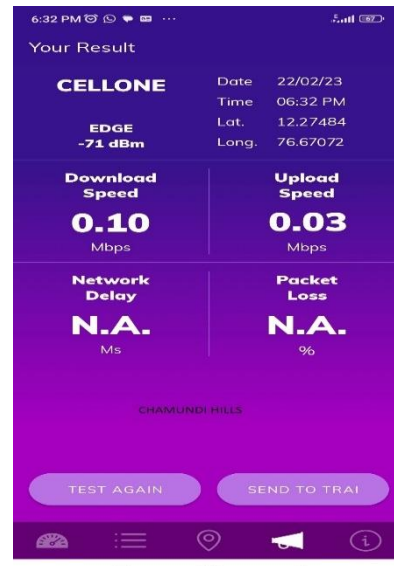 6:32 PM
67
Your Result
CELLONE
EDGE
-71 dBm
Date 22/02/23
Time 06:32 PM
Lat. 12.27484
Long. 76.67072
Download Speed
0.10
Mbps
Upload Speed
0.03
Mbps
Network Delay
N.A.
Ms
Packet Loss
N.A.
%
CHAMUNDI HILLS
TEST AGAIN
SEND TO TRAI